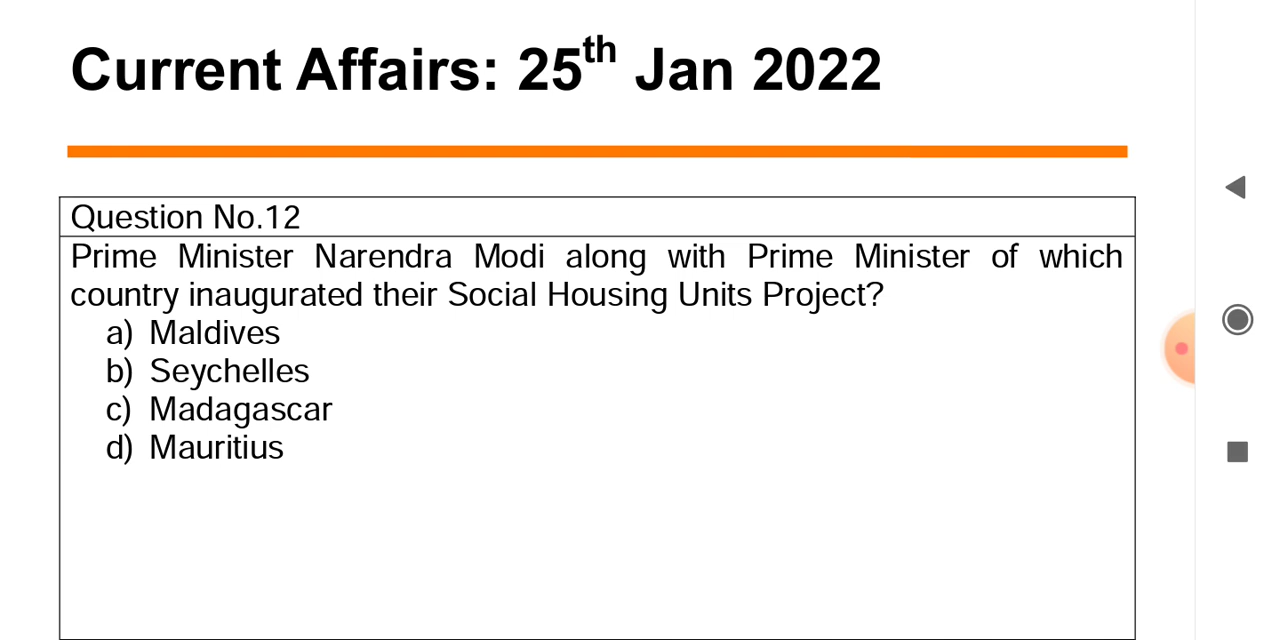 Current Affairs: 25th Jan 2022
Question No.12
Prime Minister Narendra Modi along with Prime Minister of which
country inaugurated their Social Housing Units Project?
a) Maldives
b) Seychelles
c) Madagascar
d) Mauritius